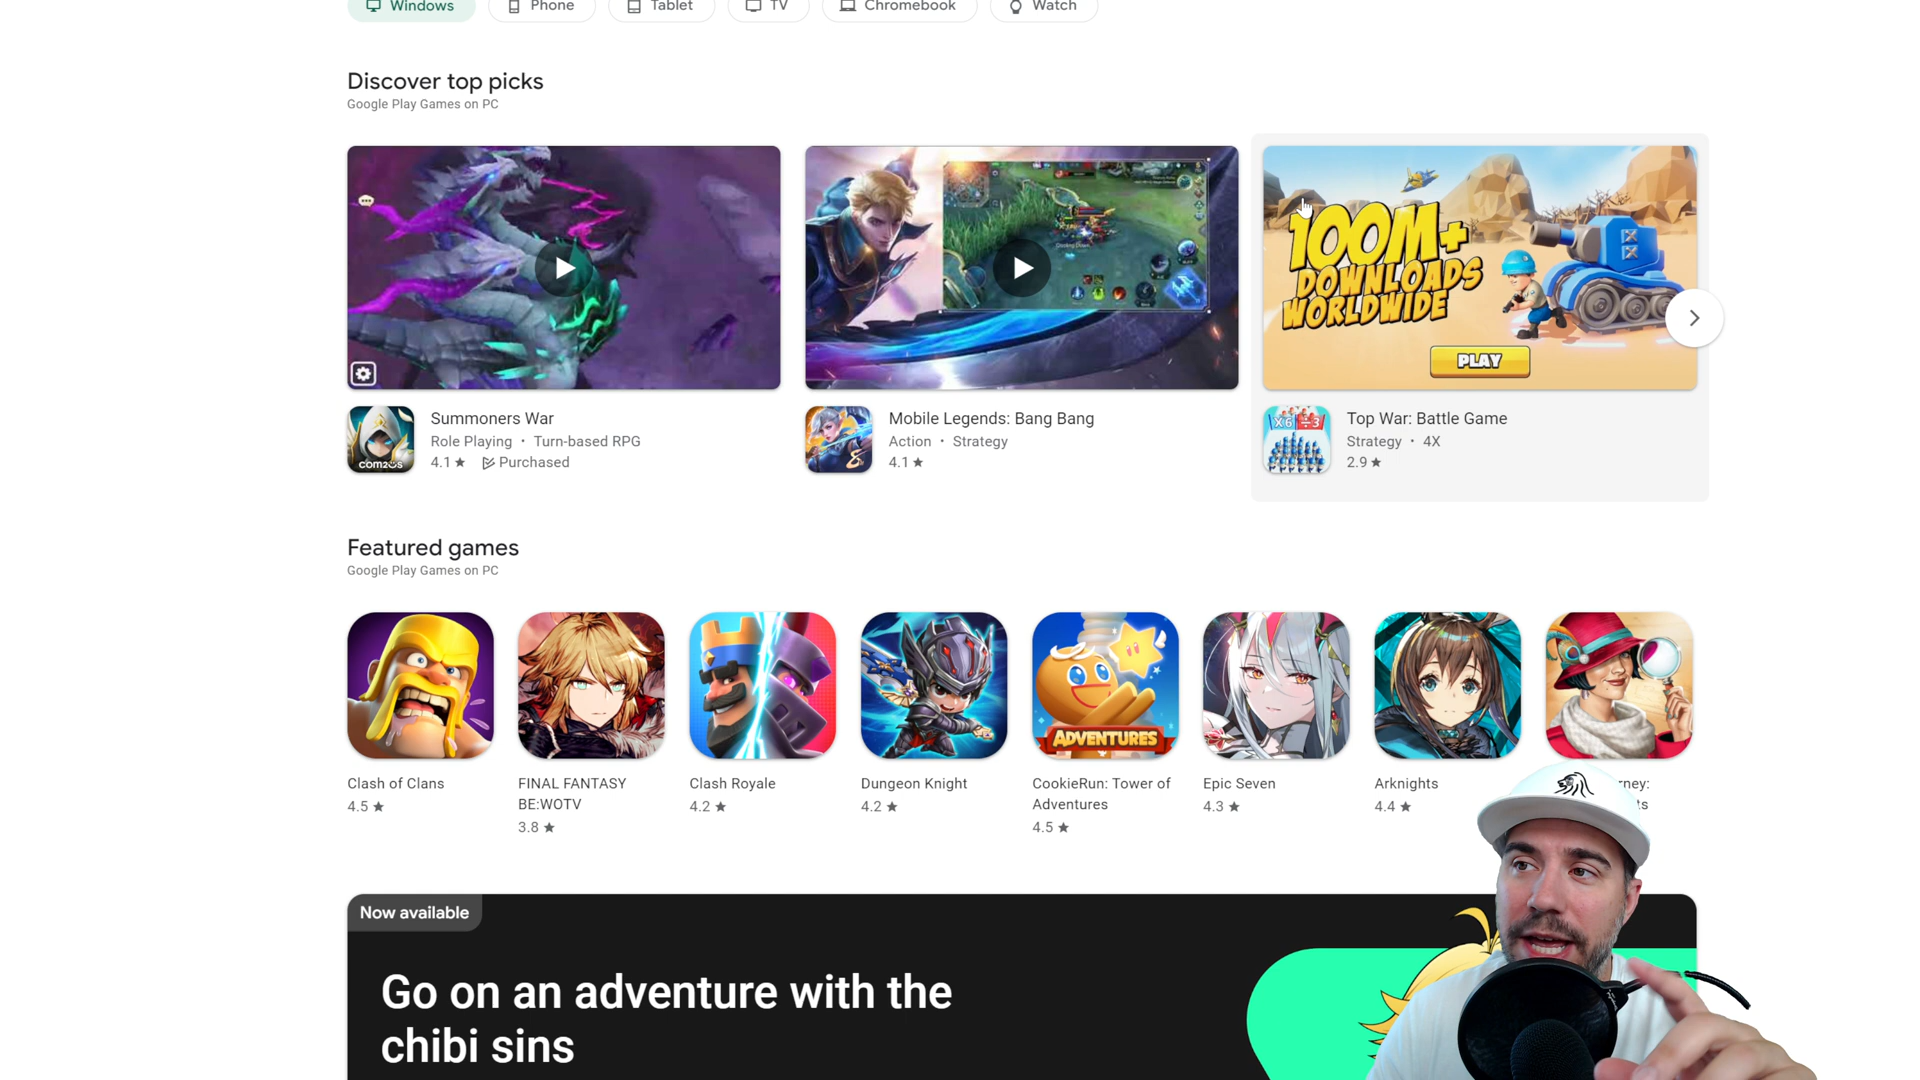 Windows
Phone
Tablet
TV
Chromebook
Watch
Discover top picks
Google Play Games on PC
100M+
DOWNLOADS
WORLDWIDE
PLAY
com2us
Summoners War
Role Playing • Turn-based RPG
4.1 ★ Purchased
Mobile Legends: Bang Bang
Action • Strategy
4.1 ★
X6 ÷3
Top War: Battle Game
Strategy • 4X
2.9 ★
Featured games
Google Play Games on PC
ADVENTURES
Clash of Clans
4.5 ★
FINAL FANTASY
BE:WOTV
3.8 ★
Clash Royale
4.2 ★
Dungeon Knight
4.2 ★
CookieRun: Tower of
Adventures
4.5 ★
Epic Seven
4.3 ★
Arknights
4.4 ★
Now available
Go on an adventure with the
chibi sins